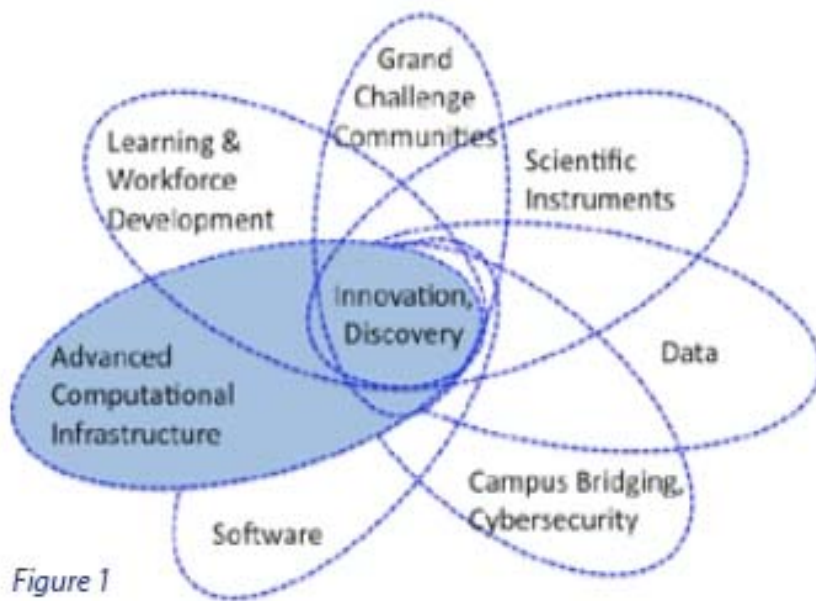 Grand
Challenge
Communities
Learning &
Workforce
Development
Scientific
Instruments
Innovation,
Discovery
Advanced
Computational
Infrastructure
Data
Campus Bridging,
Cybersecurity
Software
Figure 1